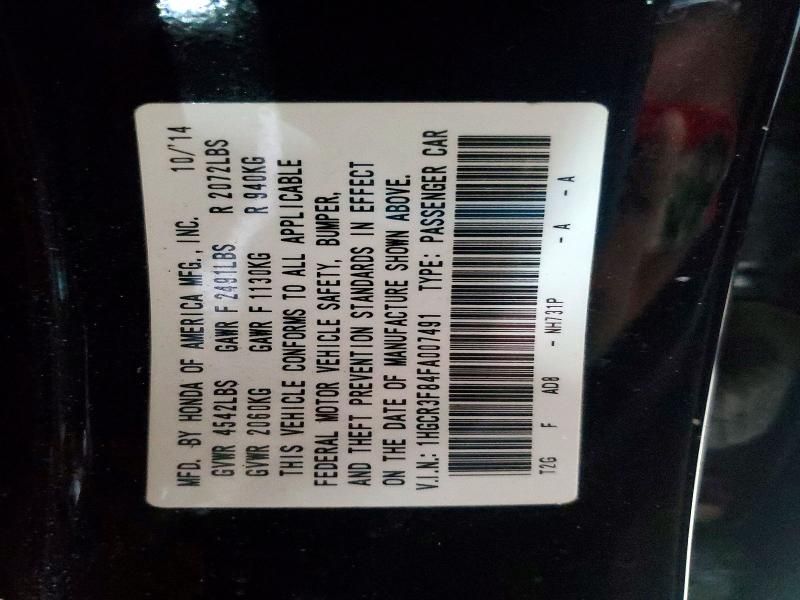 MFD. BY HONDA OF AMERICA MFG., INC. 10/'14
GVWR 4542LBS GAWR F 2491LBS R 2072LBS
GVWR 2060KG GAWR F 1130KG R 940KG
THIS VEHICLE CONFORMS TO ALL APPLICABLE
FEDERAL MOTOR VEHICLE SAFETY, BUMPER,
AND THEFT PREVENTION STANDARDS IN EFFECT
ON THE DATE OF MANUFACTURE SHOWN ABOVE.
V.I.N.: 1HGCR3F84FA007491 TYPE: PASSENGER CAR
T2G F AD8 - NH731P - A - A